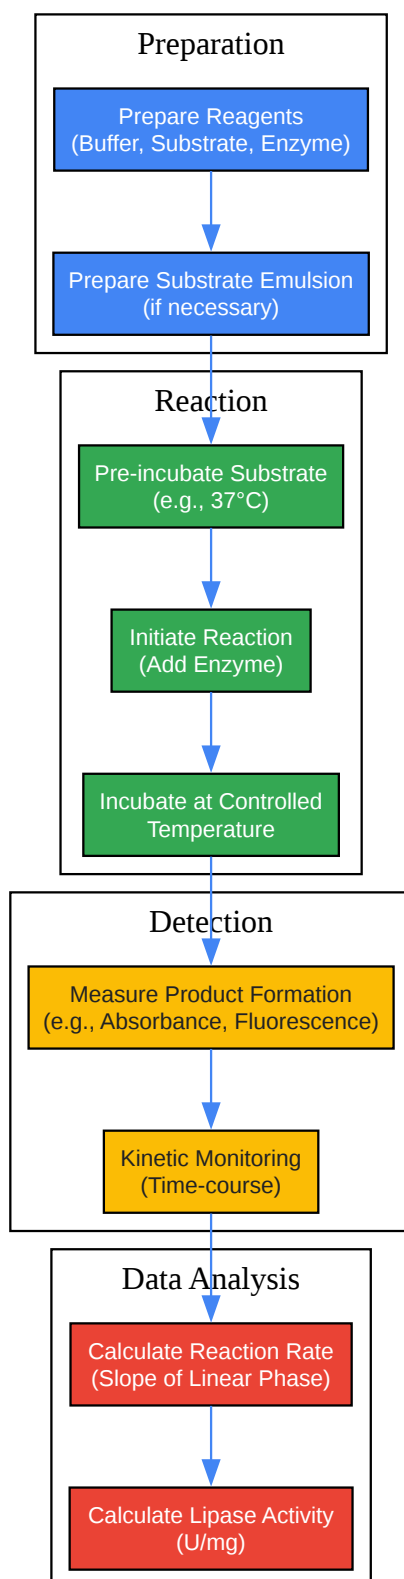 Preparation
Prepare Reagents
(Buffer, Substrate, Enzyme)
Prepare Substrate Emulsion
(if necessary)
Reaction
Pre-incubate Substrate
(e.g., 37°C)
Initiate Reaction
(Add Enzyme)
Incubate at Controlled
Temperature
Detection
Measure Product Formation
(e.g., Absorbance, Fluorescence)
Kinetic Monitoring
(Time-course)
Data Analysis
Calculate Reaction Rate
(Slope of Linear Phase)
Calculate Lipase Activity
(U/mg)